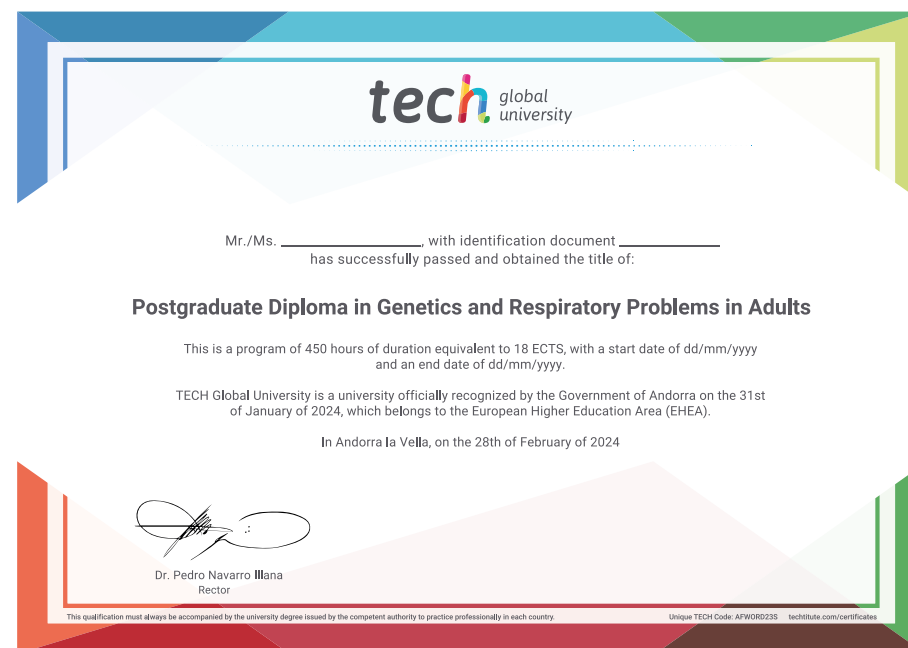 tech global university
Mr./Ms. ____________, with identification document ____________
has successfully passed and obtained the title of:
Postgraduate Diploma in Genetics and Respiratory Problems in Adults
This is a program of 450 hours of duration equivalent to 18 ECTS, with a start date of dd/mm/yyyy
and an end date of dd/mm/yyyy.
TECH Global University is a university officially recognized by the Government of Andorra on the 31st
of January of 2024, which belongs to the European Higher Education Area (EHEA).
In Andorra la Vella, on the 28th of February of 2024
Dr. Pedro Navarro Illana
Rector
This qualification must always be accompanied by the university degree issued by the competent authority to practice professionally in each country.
Unique TECH Code: AFWORD23S techtitute.com/certificates